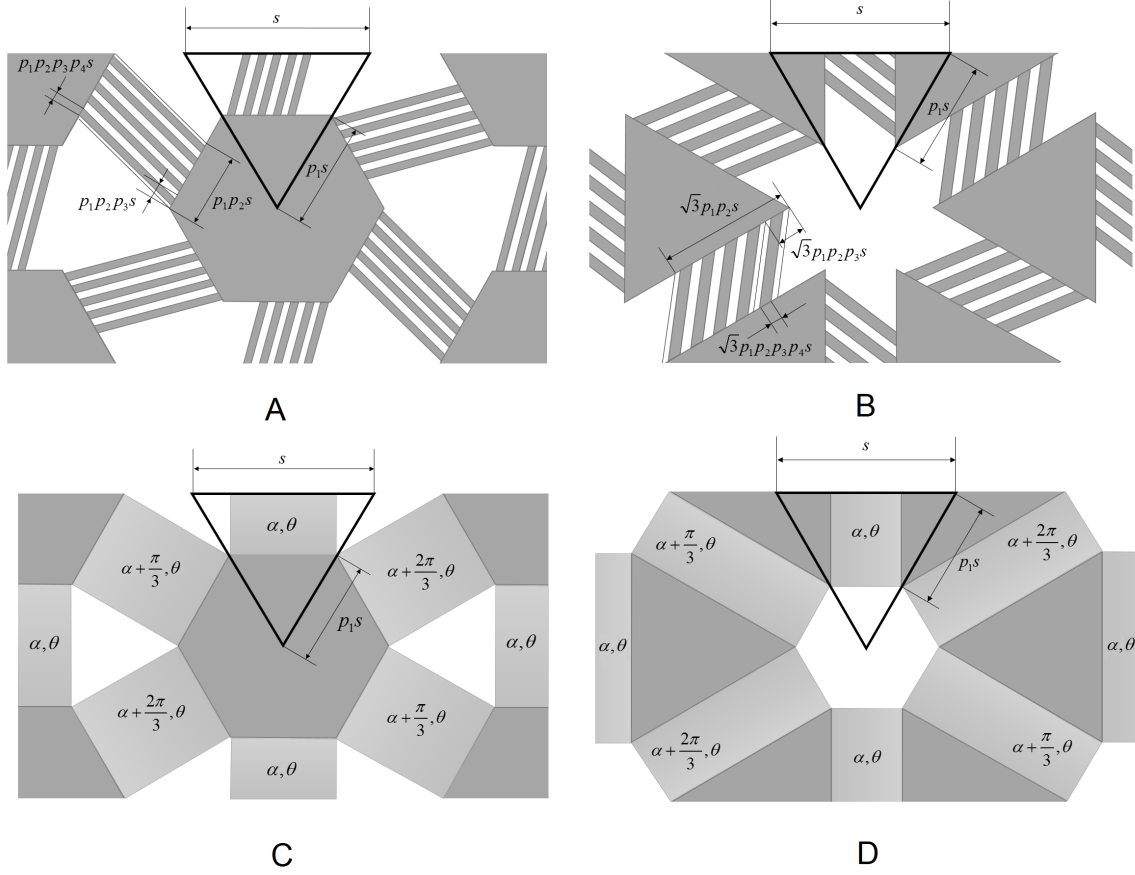 s
s
p₁p₂p₃p₄s
p₁s
p₁s
p₁p₂p₃s
p₁p₂s
√3p₁p₂s
√3p₁p₂p₃s
√3p₁p₂p₃p₄s
A
B
s
s
α,θ
α,θ
α+π/3,θ
α+2π/3,θ
α+π/3,θ
α+2π/3,θ
p₁s
p₁s
α,θ
α,θ
α,θ
α,θ
α+2π/3,θ
α+π/3,θ
α+2π/3,θ
α+π/3,θ
α,θ
α,θ
C
D